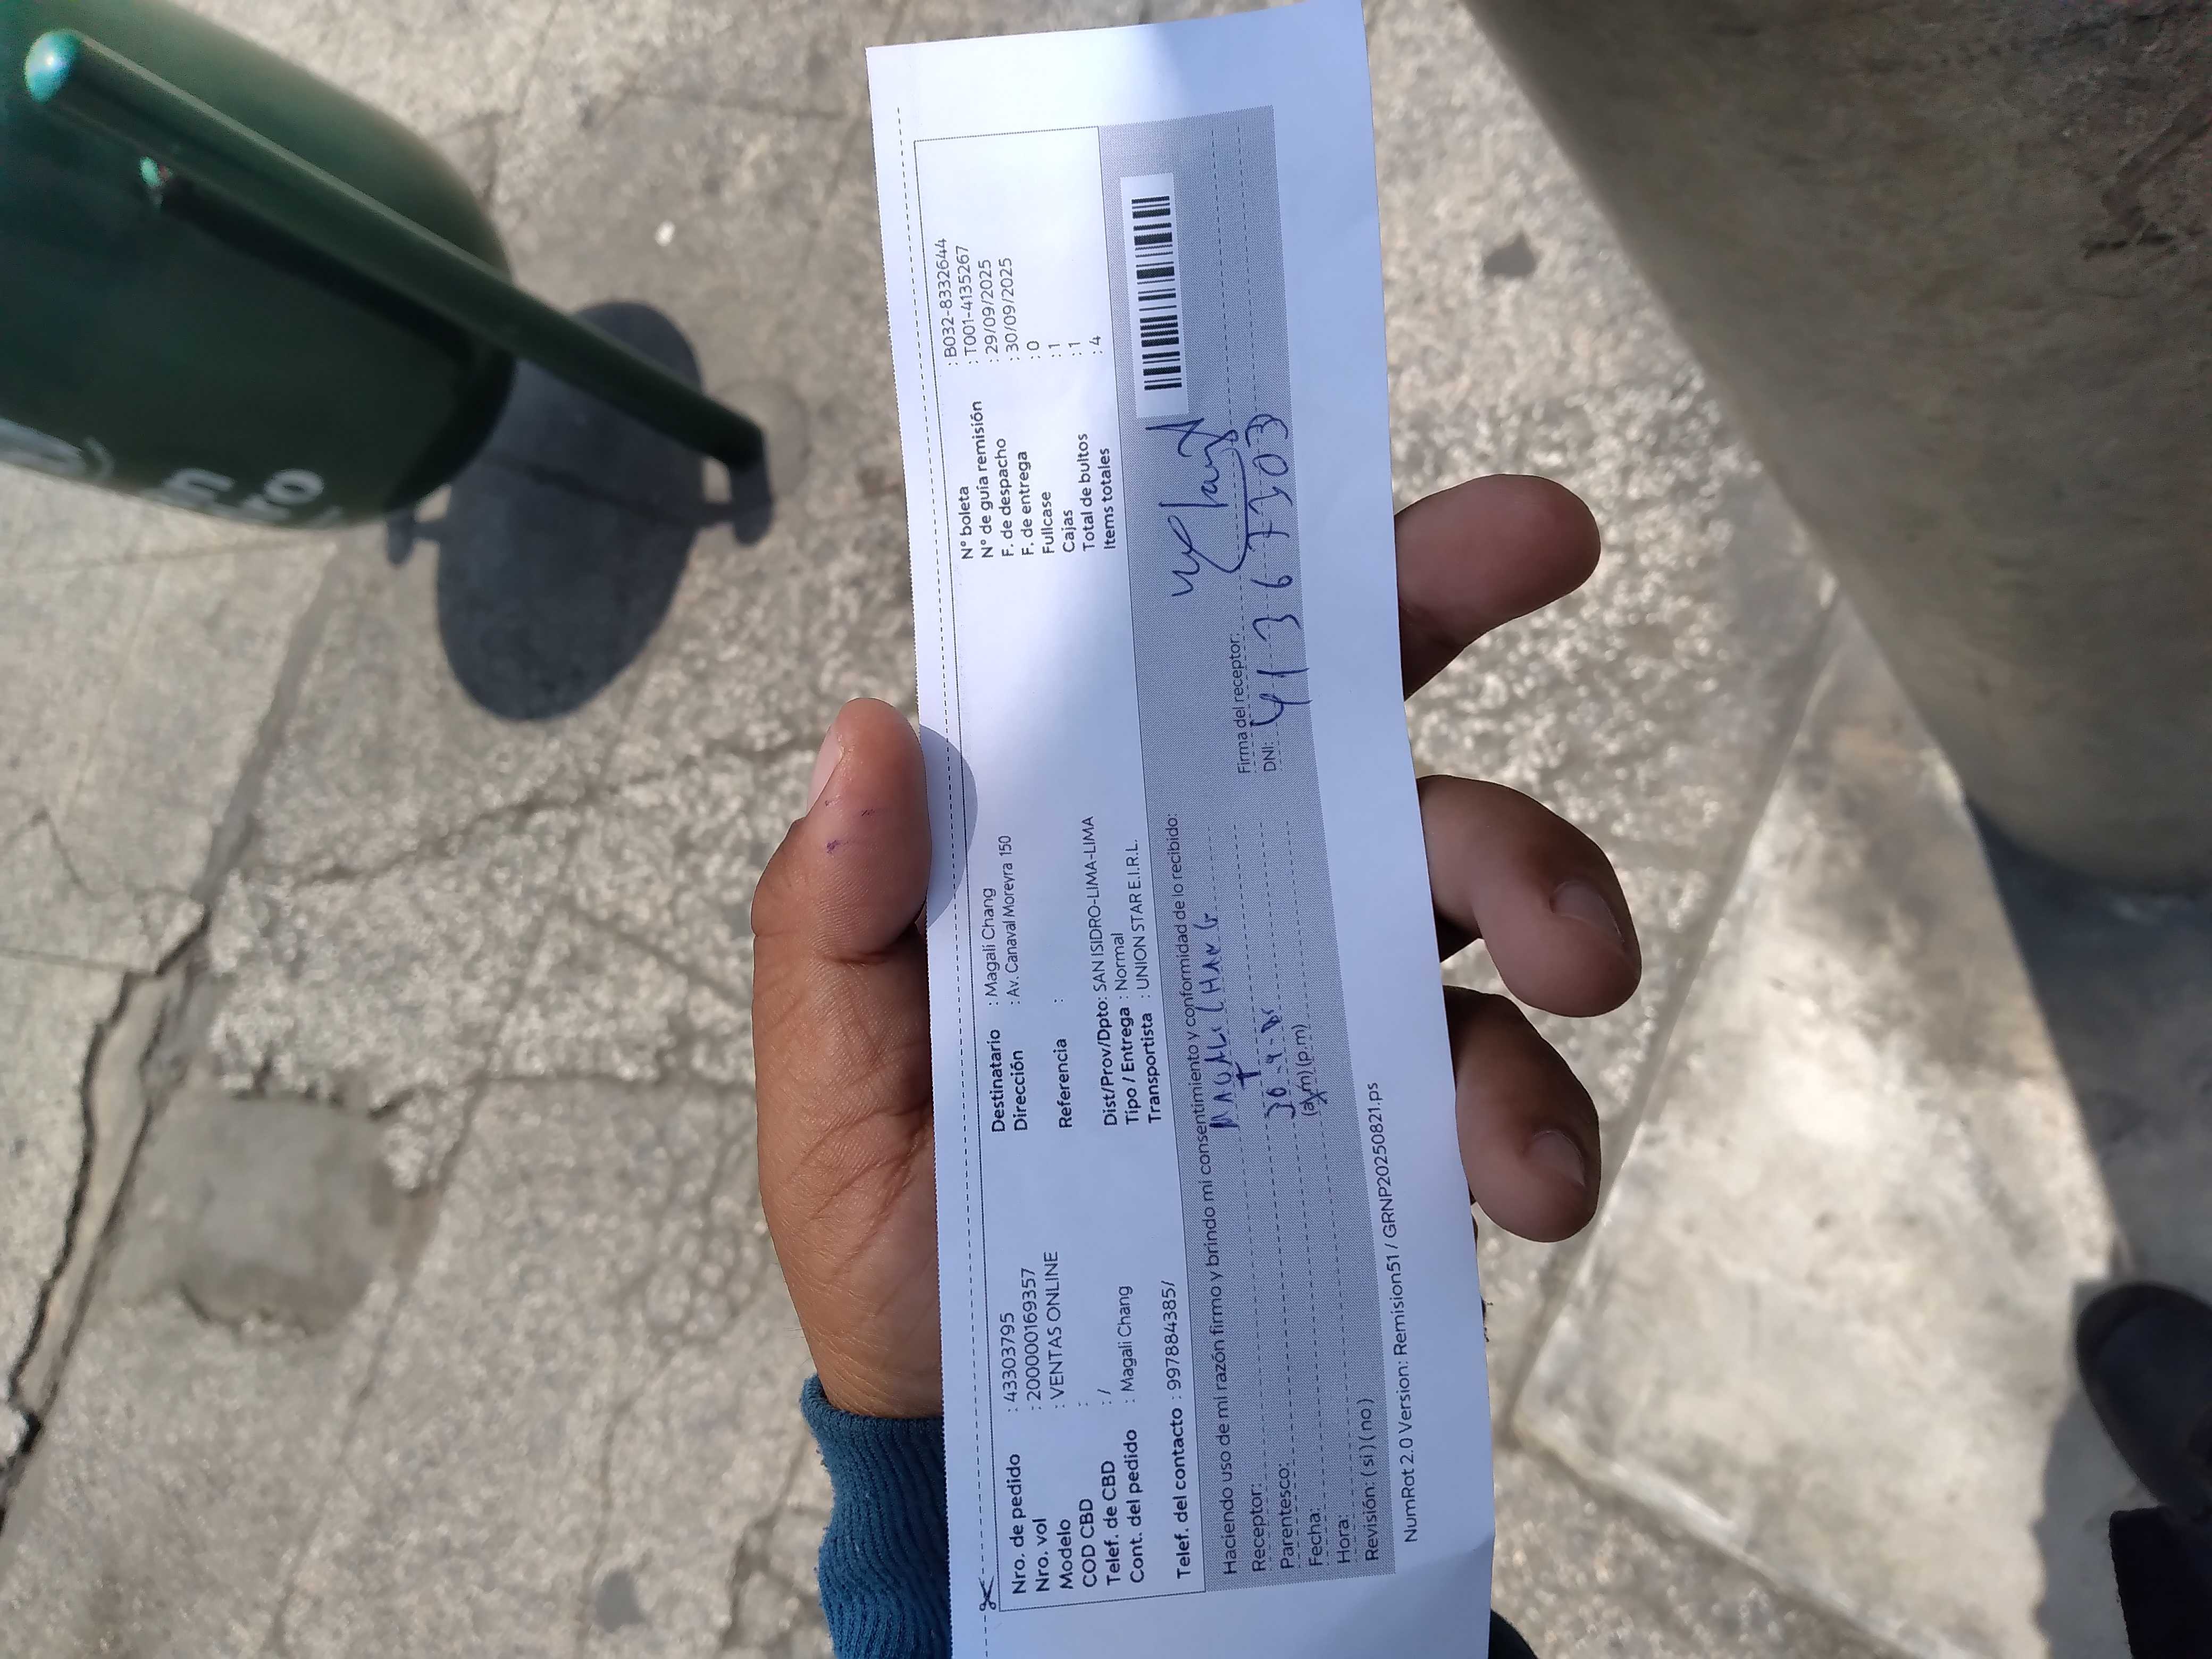 Nro. de pedido : 43303795
Nro. vol : 200000169357
Modelo : VENTAS ONLINE
COD CBD :
Telef. de CBD : /
Cont. del pedido : Magali Chang
Telef. del contacto : 997884385/
Destinatario : Magali Chang
Dirección : Av. Canaval Moreyra 150
Referencia :
Dist/Prov/Dpto: SAN ISIDRO-LIMA-LIMA
Tipo / Entrega : Normal
Transportista : UNION STAR E.I.R.L.
N° boleta : B032-8332644
N° de guía remisión : T001-4135267
F. de despacho : 29/09/2025
F. de entrega : 30/09/2025
Fullcase : 0
Cajas : 1
Total de bultos : 1
Items totales : 4
Haciendo uso de mi razón firmo y brindo mi consentimiento y conformidad de lo recibido:
Receptor: MAGALI CHANG
Parentesco: T
Fecha:
Hora: (a.m) (p.m)
Revisión: ( si ) ( no )
Firma del receptor:
DNI:
NumRot 2.0 Version: Remision51 / GRNP20250821.ps